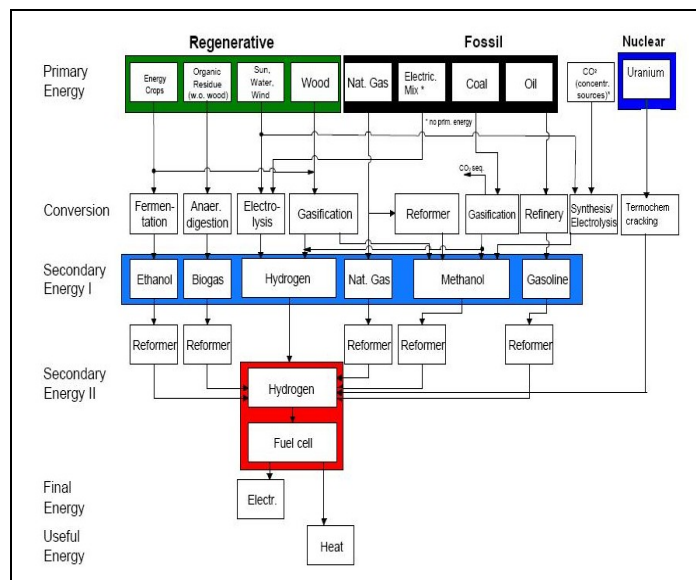 Regenerative
Fossil
Nuclear
Primary
Energy
Energy
Crops
Organic
Residue
(w.o. wood)
Sun,
Water,
Wind
Wood
Nat. Gas
Electric.
Mix *
Coal
Oil
CO²
(concentr.
sources)*
Uranium
* no prim. energy
CO₂ seq.
Conversion
Fermen-
tation
Anaer.
digestion
Electro-
lysis
Gasification
Reformer
Gasification
Refinery
Synthesis/
Electrolysis
Termochem
cracking
Secondary
Energy I
Ethanol
Biogas
Hydrogen
Nat. Gas
Methanol
Gasoline
Reformer
Reformer
Reformer
Reformer
Reformer
Secondary
Energy II
Hydrogen
Fuel cell
Final
Energy
Electr.
Useful
Energy
Heat